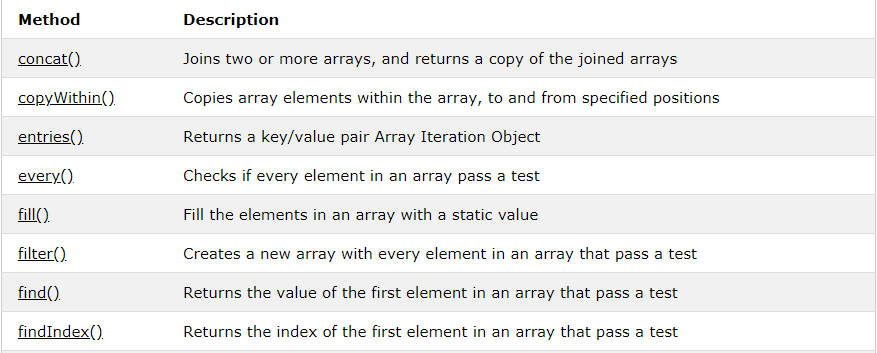 Method Description
concat() Joins two or more arrays, and returns a copy of the joined arrays
copyWithin() Copies array elements within the array, to and from specified positions
entries() Returns a key/value pair Array Iteration Object
every() Checks if every element in an array pass a test
fill() Fill the elements in an array with a static value
filter() Creates a new array with every element in an array that pass a test
find() Returns the value of the first element in an array that pass a test
findIndex() Returns the index of the first element in an array that pass a test